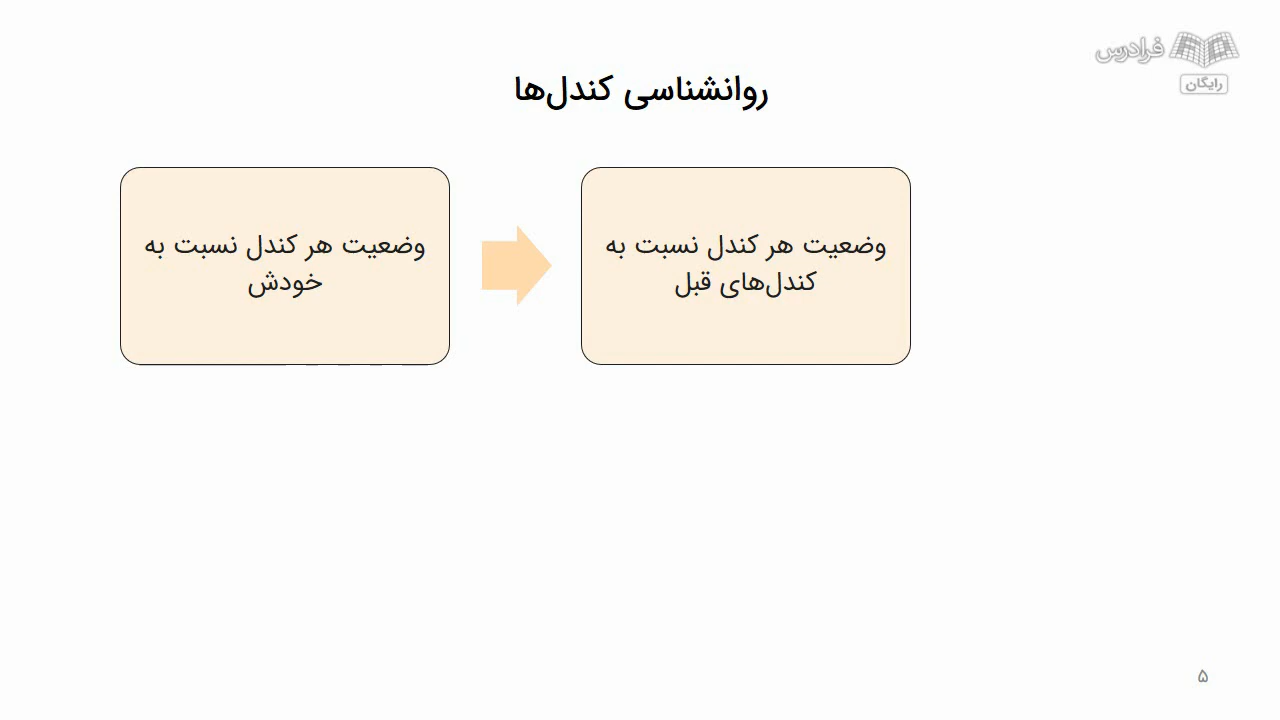 فرادرس
رایگان
روانشناسی کندل‌ها
وضعیت هر کندل نسبت به
خودش
وضعیت هر کندل نسبت به
کندل‌های قبل
۵